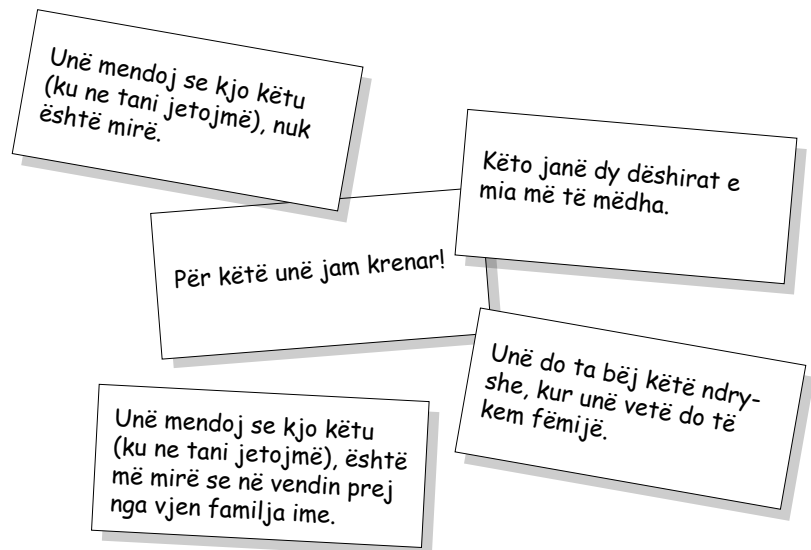 Unë mendoj se kjo këtu
(ku ne tani jetojmë), nuk
është mirë.
Këto janë dy dëshirat e
mia më të mëdha.
Për këtë unë jam krenar!
Unë do ta bëj këtë ndry-
she, kur unë vetë do të
kem fëmijë.
Unë mendoj se kjo këtu
(ku ne tani jetojmë), është
më mirë se në vendin prej
nga vjen familja ime.